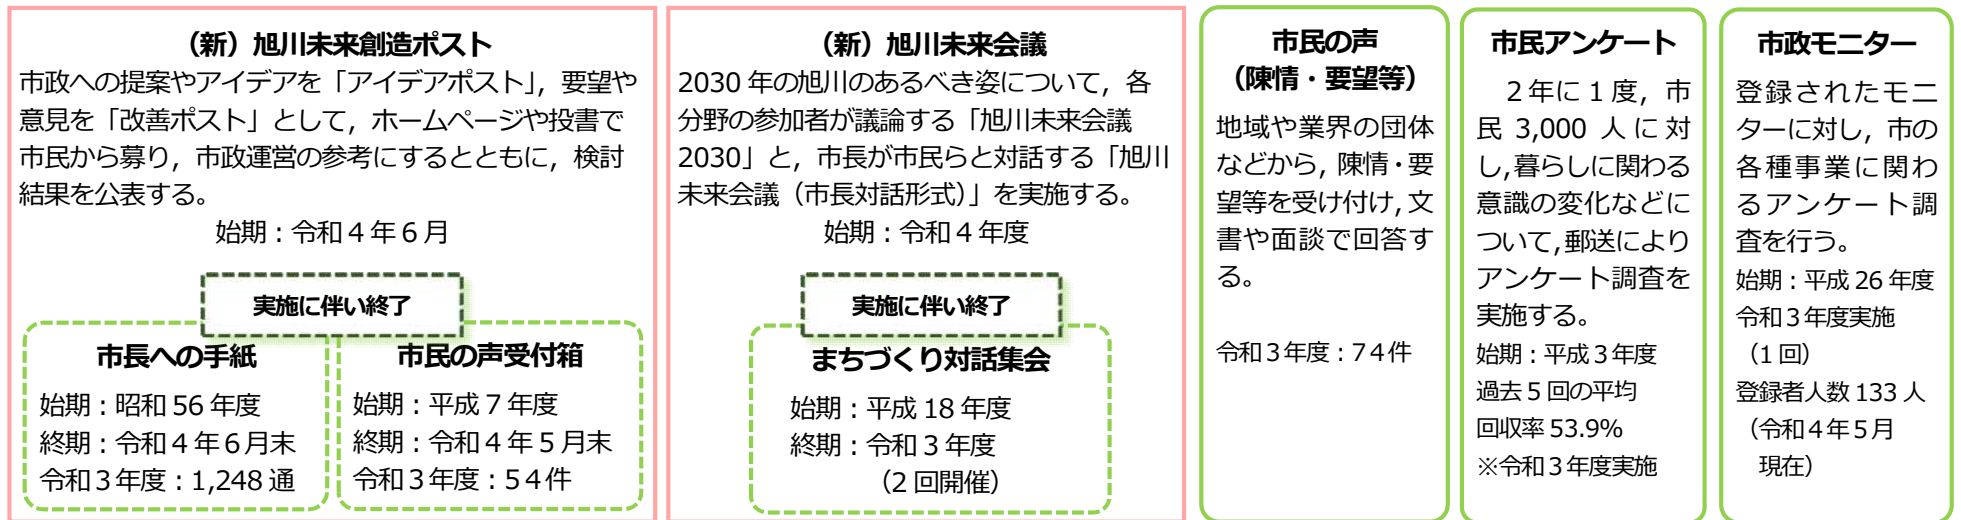 （新）旭川未来創造ポスト
市政への提案やアイデアを「アイデアポスト」，要望や
意見を「改善ポスト」として，ホームページや投書で
市民から募り，市政運営の参考にするとともに，検討
結果を公表する。
始期：令和４年６月
実施に伴い終了
市長への手紙
始期：昭和 56 年度
終期：令和４年６月末
令和３年度：1,248 通
市民の声受付箱
始期：平成７年度
終期：令和４年５月末
令和３年度：５４件
（新）旭川未来会議
2030 年の旭川のあるべき姿について，各
分野の参加者が議論する「旭川未来会議
2030」と，市長が市民らと対話する「旭川
未来会議（市長対話形式）」を実施する。
始期：令和４年度
実施に伴い終了
まちづくり対話集会
始期：平成 18 年度
終期：令和３年度
（2 回開催）
市民の声
（陳情・要望等）
地域や業界の団体
などから，陳情・要
望等を受け付け，文
書や面談で回答す
る。
令和３年度：７４件
市民アンケート
２年に１度，市
民 3,000 人に対
し，暮らしに関わる
意識の変化などに
ついて，郵送により
アンケート調査を
実施する。
始期：平成３年度
過去５回の平均
回収率 53.9%
※令和３年度実施
市政モニター
登録されたモニ
ターに対し，市の
各種事業に関わ
るアンケート調
査を行う。
始期：平成 26 年度
令和３年度実施
（1 回）
登録者人数 133 人
（令和４年５月
現在）